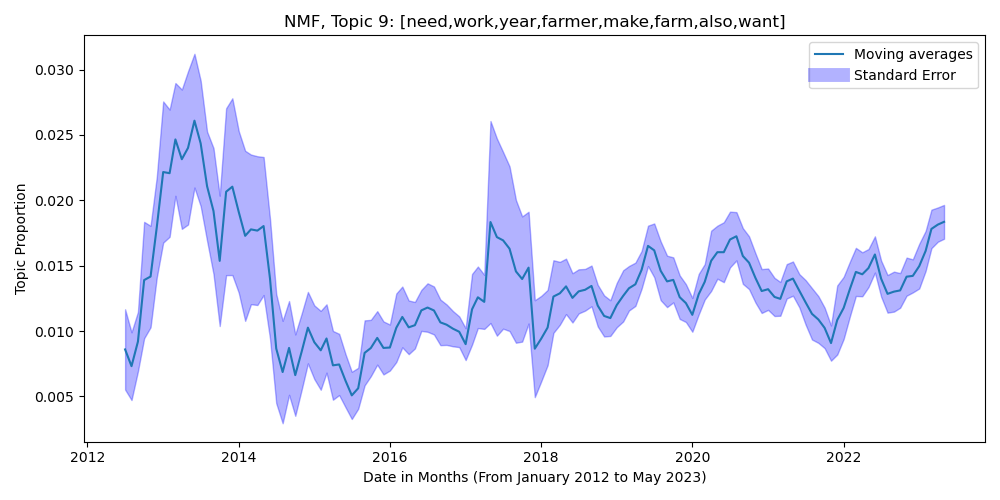 NMF, Topic 9: [need,work,year,farmer,make,farm,also,want]
Moving averages
Standard Error
0.030
0.025
0.020
0.015
0.010
0.005
Topic Proportion
2012 2014 2016 2018 2020 2022
Date in Months (From January 2012 to May 2023)